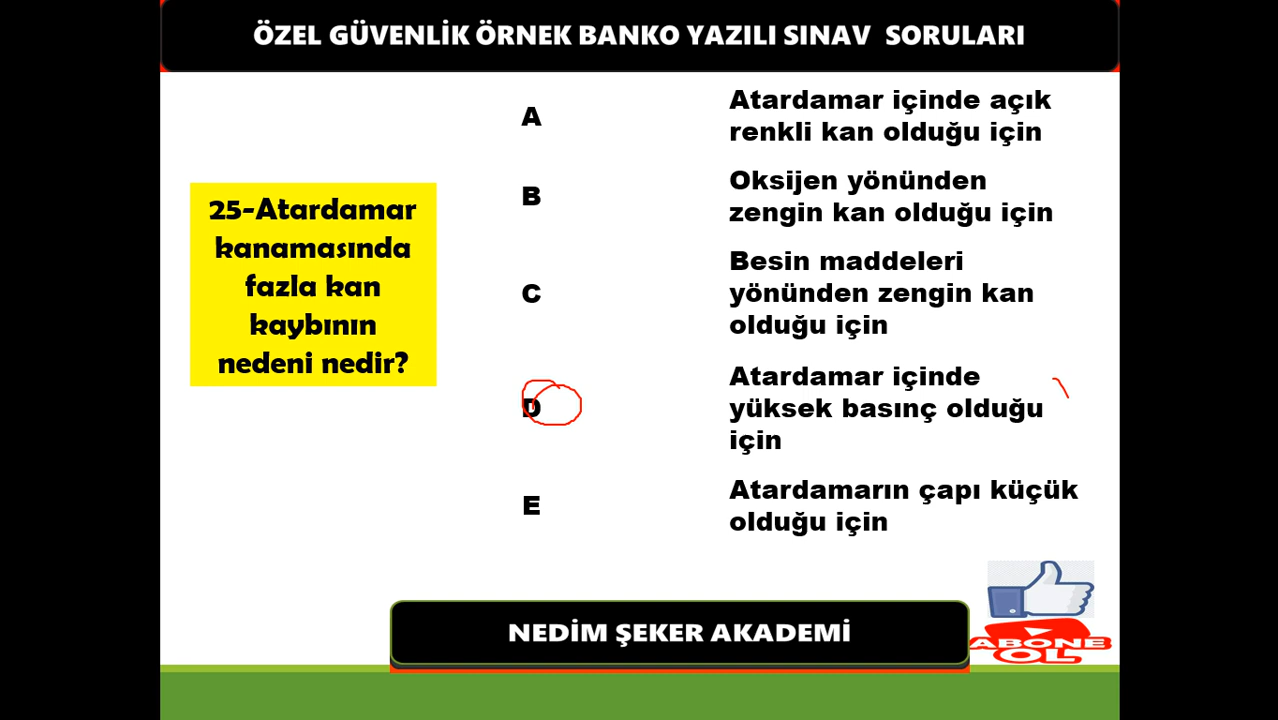 ÖZEL GÜVENLİK ÖRNEK BANKO YAZILI SINAV SORULARI
25-Atardamar
kanamasında
fazla kan
kaybının
nedeni nedir?
A
Atardamar içinde açık
renkli kan olduğu için
B
Oksijen yönünden
zengin kan olduğu için
C
Besin maddeleri
yönünden zengin kan
olduğu için
D
Atardamar içinde
yüksek basınç olduğu
için
E
Atardamarın çapı küçük
olduğu için
NEDİM ŞEKER AKADEMİ
ABONE
OL